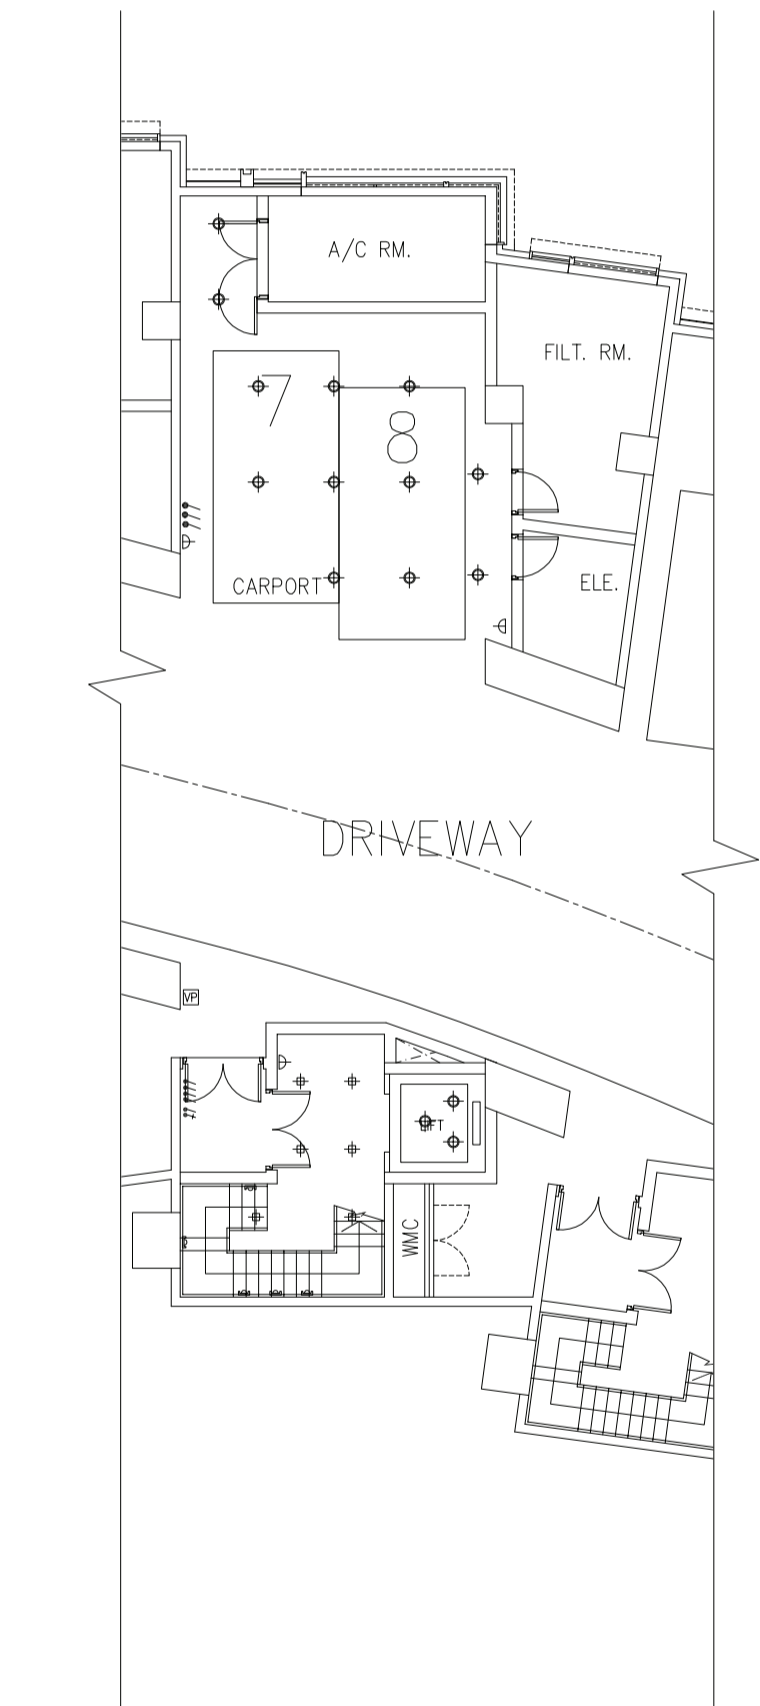 A/C RM.
FILT. RM.
7
8
CARPORT
ELE.
DRIVEWAY
VP
LIFT
WMC